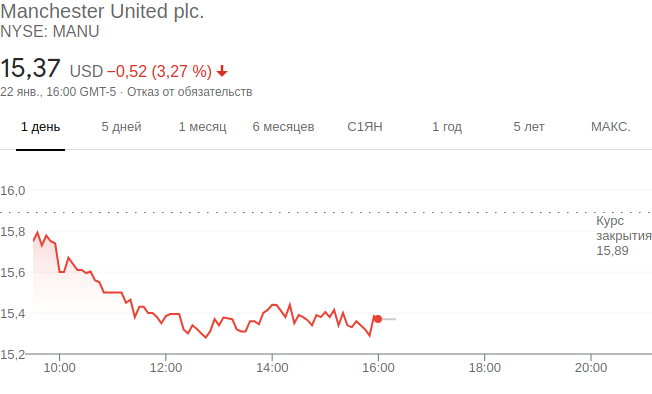 Manchester United plc.
NYSE: MANU
15,37 USD −0,52 (3,27 %)
22 янв., 16:00 GMT-5 · Отказ от обязательств
1 день 5 дней 1 месяц 6 месяцев С1ЯН 1 год 5 лет МАКС.
16,0
Курс
15,8
закрытия
15,89
15,6
15,4
15,2
10:00 12:00 14:00 16:00 18:00 20:00